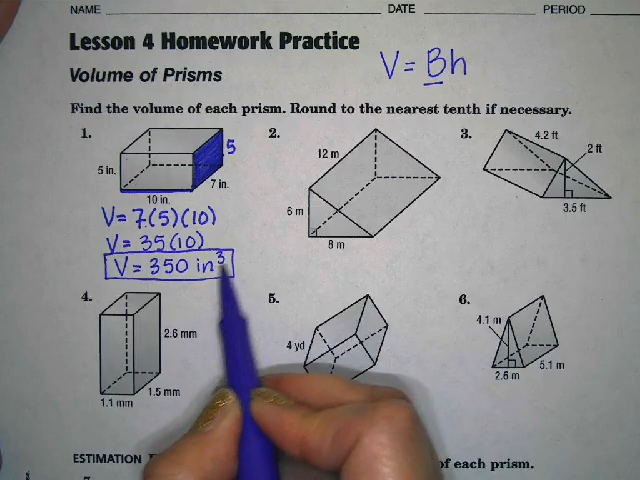 NAME DATE PERIOD
Lesson 4 Homework Practice
V = Bh
Volume of Prisms
Find the volume of each prism. Round to the nearest tenth if necessary.
1.
5 in.
10 in.
7 in.
5
V = 7(5)(10)
V = 35(10)
V = 350 in³
2.
12 m
6 m
8 m
3.
4.2 ft
2 ft
3.5 ft
4.
2.6 mm
1.5 mm
1.1 mm
5.
4 yd
6.
4.1 m
2.6 m
5.1 m
ESTIMATION of each prism.